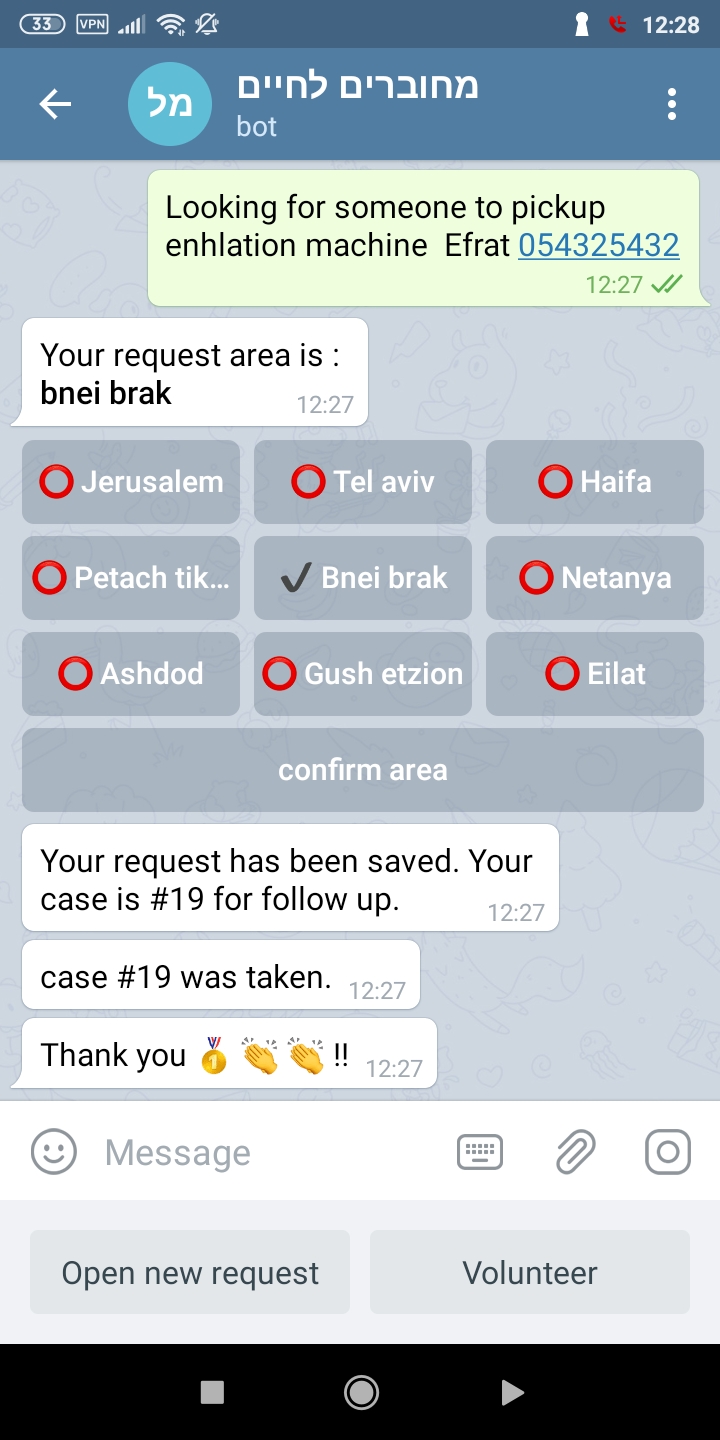 33 VPN 12:28
מחוברים לחיים
מל
bot
Looking for someone to pickup
enhlation machine Efrat 054325432
12:27
Your request area is :
bnei brak
12:27
Jerusalem
Tel aviv
Haifa
Petach tik...
Bnei brak
Netanya
Ashdod
Gush etzion
Eilat
confirm area
Your request has been saved. Your
case is #19 for follow up.
12:27
case #19 was taken. 12:27
Thank you 🏅 👏 👏 !! 12:27
Message
Open new request
Volunteer